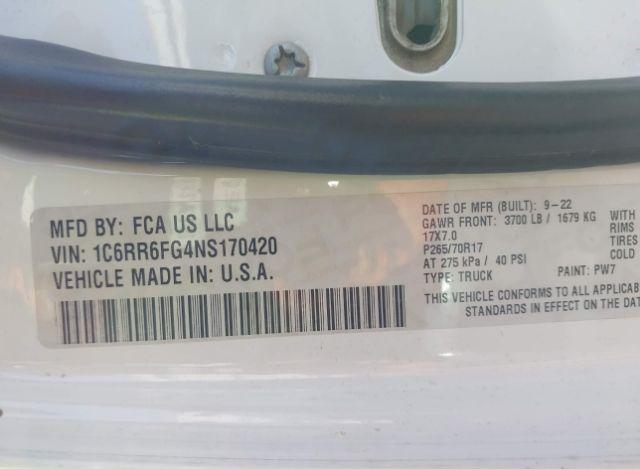 MFD BY: FCA US LLC
VIN: 1C6RR6FG4NS170420
VEHICLE MADE IN: U.S.A.
DATE OF MFR (BUILT): 9-22
GAWR FRONT: 3700 LB / 1679 KG WITH
17X7.0 RIMS
P265/70R17 TIRES
AT 275 kPa / 40 PSI COLD
TYPE: TRUCK PAINT: PW7
THIS VEHICLE CONFORMS TO ALL APPLICAB
STANDARDS IN EFFECT ON THE DAT